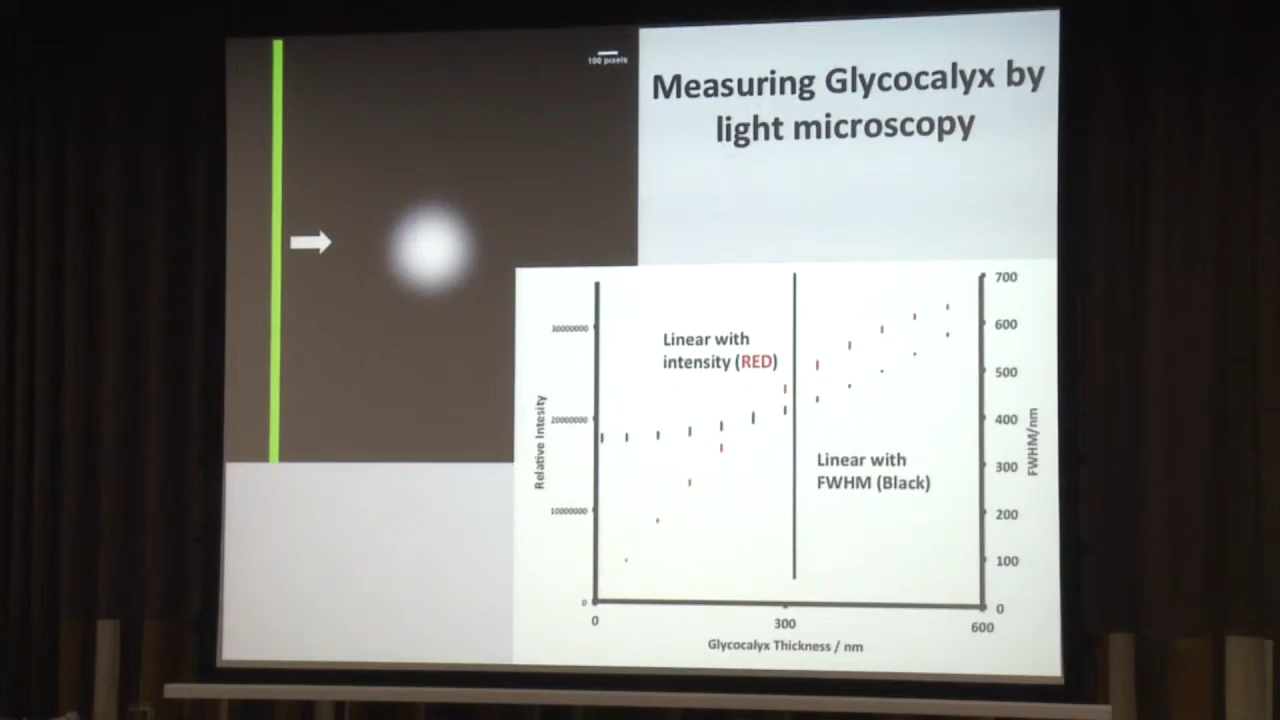 100 pixels
Measuring Glycocalyx by
light microscopy
Linear with
intensity (RED)
Linear with
FWHM (Black)
Relative Intesity
30000000
20000000
10000000
0
700
600
500
400
300
200
100
0
FWHM/nm
0
300
600
Glycocalyx Thickness / nm